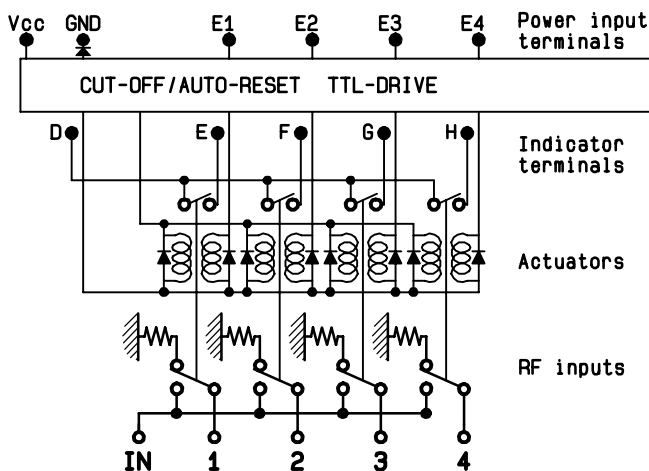 Vcc GND E1 E2 E3 E4 Power input
terminals
CUT-OFF/AUTO-RESET TTL-DRIVE
D E F G H Indicator
terminals
Actuators
RF inputs
IN 1 2 3 4